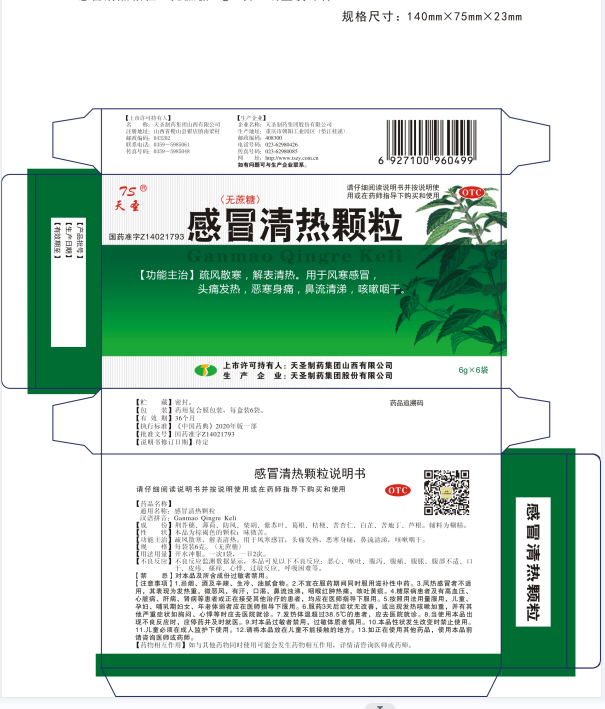 规格尺寸：140mm×75mm×23mm
【上市许可持有人】
名　　称：天圣制药集团山西有限公司
邮政编码：043202
联系电话：0359－5985061
传真号码：0359－5985048
【生产企业】
企业名称：天圣制药集团股份有限公司
生产地址：重庆市朝阳工业园区（垫江桂溪）
邮政编码：408300
电话号码：023-62980426
传真号码：023-62980085
网　　址：http://www.tszy.com.cn
如有问题可与生产企业联系。
6 927100 960499
TS®
天圣
（无蔗糖）
请仔细阅读说明书并按说明使
用或在药师指导下购买和使用
OTC
国药准字Z14021793
感冒清热颗粒
Ganmao Qingre Keli
【功能主治】疏风散寒，解表清热。用于风寒感冒，
头痛发热，恶寒身痛，鼻流清涕，咳嗽咽干。
上市许可持有人：天圣制药集团山西有限公司
生　产　企　业：天圣制药集团股份有限公司
6g×6袋
【产品批号】
【生产日期】
【有效期至】
【贮　　藏】密封。
【包　　装】药用复合膜包装，每盒装6袋。
【有 效 期】36个月
【执行标准】《中国药典》2020年版一部
【批准文号】国药准字Z14021793
【说明书修订日期】待定
药品追溯码
感冒清热颗粒说明书
请仔细阅读说明书并按说明使用或在药师指导下购买和使用
OTC
【药品名称】
通用名称：感冒清热颗粒
汉语拼音：Ganmao Qingre Keli
【成　　份】荆芥穗、薄荷、防风、柴胡、紫苏叶、葛根、桔梗、苦杏仁、白芷、苦地丁、芦根。辅料为糊精。
【性　　状】本品为棕褐色的颗粒；味微苦。
【功能主治】疏风散寒，解表清热。用于风寒感冒，头痛发热，恶寒身痛，鼻流清涕，咳嗽咽干。
【规　　格】每袋装6克。（无蔗糖）
【用法用量】开水冲服。一次1袋，一日2次。
【不良反应】不良反应监测数据显示，本品可见以下不良反应：恶心、呕吐、腹泻、腹痛、腹胀、腹部不适、口
干、皮疹、瘙痒、心悸、过敏反应、呼吸困难等。
【禁　　忌】对本品及所含成份过敏者禁用。
【注意事项】1.忌烟、酒及辛辣、生冷、油腻食物。2.不宜在服药期间同时服用滋补性中药。3.风热感冒者不适
用，其表现为发热重，微恶风，有汗，口渴，鼻流浊涕，咽喉红肿热痛，咳吐黄痰。4.糖尿病患者及有高血压、
心脏病、肝病、肾病等慢性病严重者或正在接受其他治疗的患者，均应在医师指导下服用。5.按照用法用量服用，儿童、
孕妇、哺乳期妇女、年老体弱者应在医师指导下服用。6.服药3天后症状无改善，或出现发热咳嗽加重，并有其
他严重症状如胸闷、心悸等时应去医院就诊。7.发热体温超过38.5℃的患者，应去医院就诊。8.当使用本品出
现不良反应时，应停药并及时就医。9.对本品过敏者禁用，过敏体质者慎用。10.本品性状发生改变时禁止使用。
11.儿童必须在成人监护下使用。12.请将本品放在儿童不能接触的地方。13.如正在使用其他药品，使用本品前
请咨询医师或药师。
【药物相互作用】如与其他药物同时使用可能会发生药物相互作用，详情请咨询医师或药师。
感冒清热颗粒